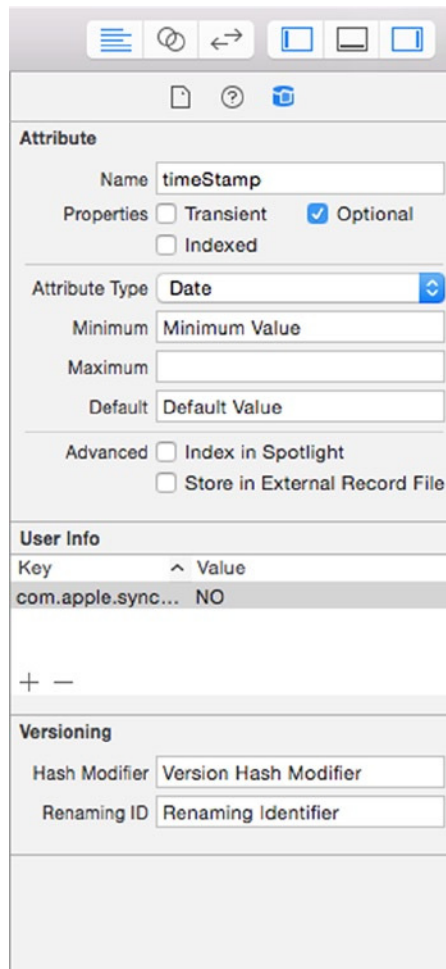 Attribute
Name timeStamp
Properties Transient Optional
Indexed
Attribute Type Date
Minimum Minimum Value
Maximum
Default Default Value
Advanced Index in Spotlight
Store in External Record File
User Info
Key Value
com.apple.sync... NO
Versioning
Hash Modifier Version Hash Modifier
Renaming ID Renaming Identifier